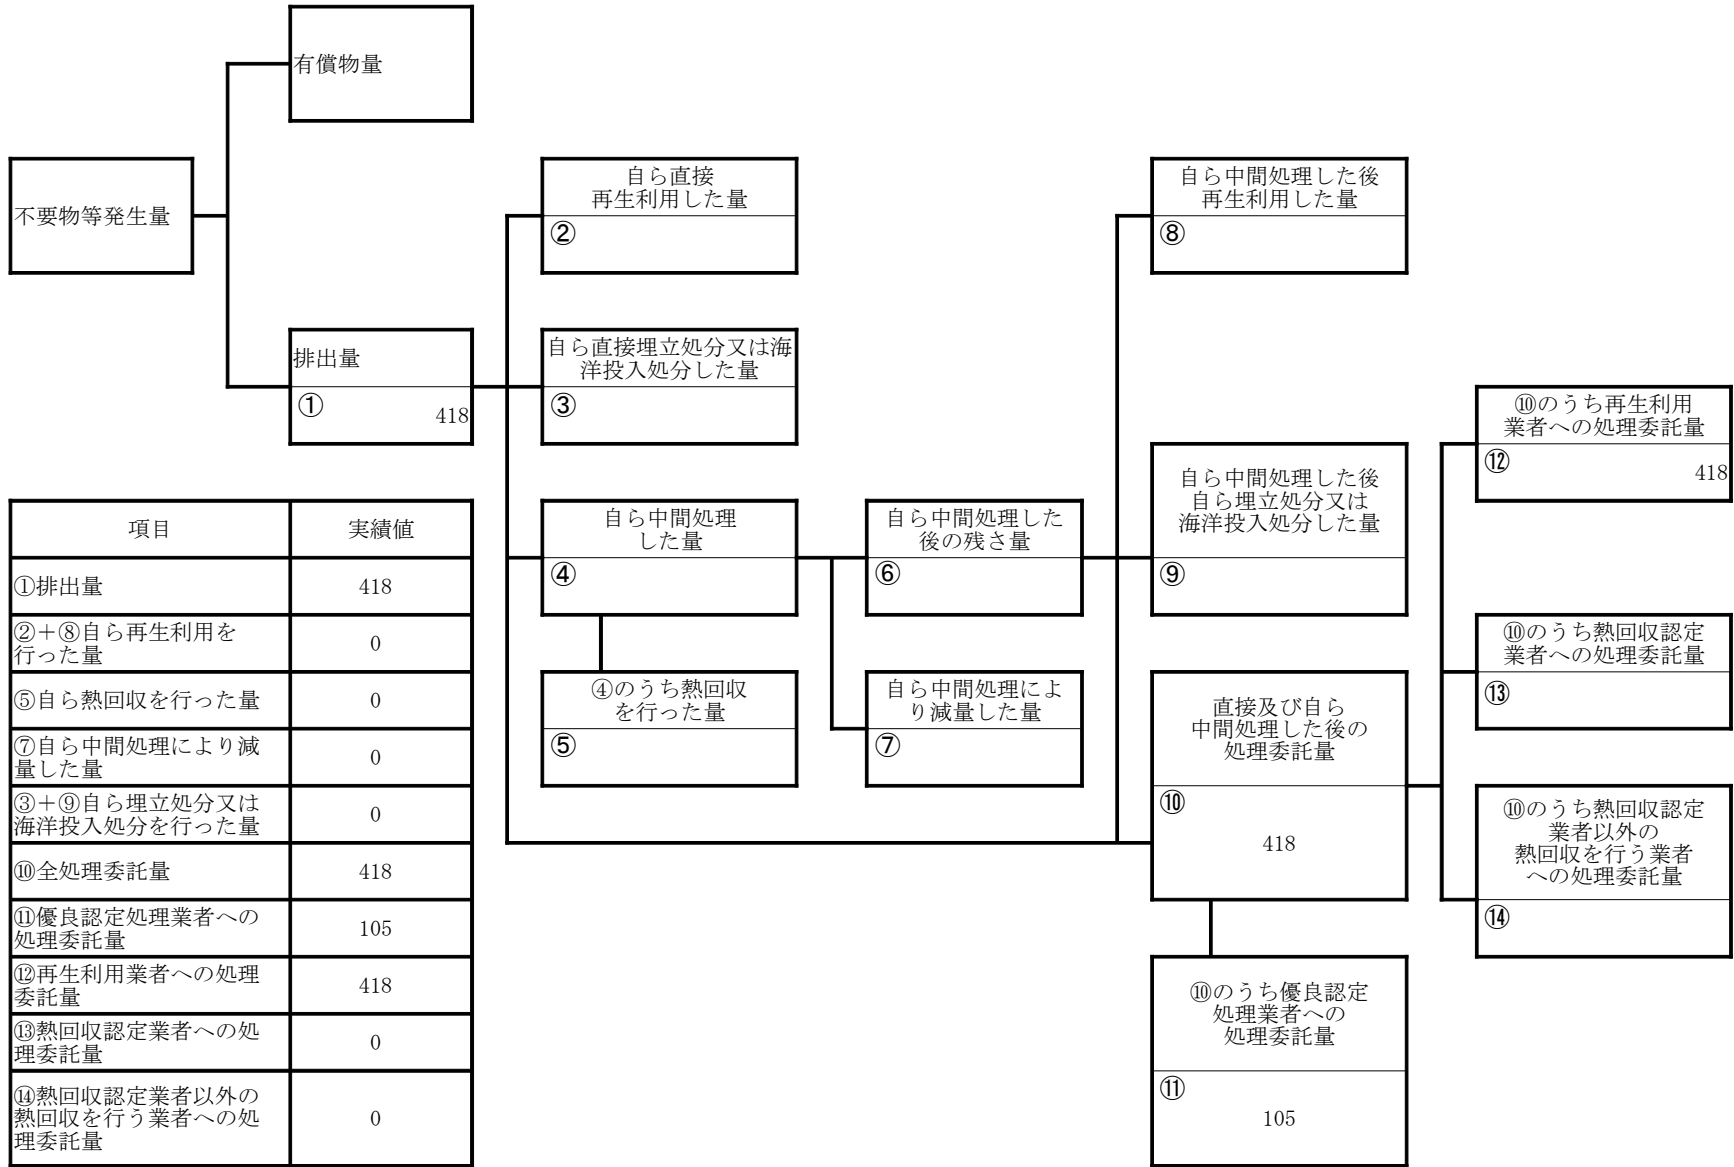 有償物量
不要物等発生量
自ら直接
再生利用した量
②
自ら中間処理した後
再生利用した量
⑧
排出量
①
418
自ら直接埋立処分又は海
洋投入処分した量
③
⑩のうち再生利用
業者への処理委託量
⑫
418
自ら中間処理
した量
④
自ら中間処理した
後の残さ量
⑥
自ら中間処理した後
自ら埋立処分又は
海洋投入処分した量
⑨
④のうち熱回収
を行った量
⑤
自ら中間処理によ
り減量した量
⑦
直接及び自ら
中間処理した後の
処理委託量
⑩
418
⑩のうち熱回収認定
業者への処理委託量
⑬
⑩のうち熱回収認定
業者以外の
熱回収を行う業者
への処理委託量
⑭
⑩のうち優良認定
処理業者への
処理委託量
⑪
105
項目 実績値
①排出量 418
②+⑧自ら再生利用を
行った量 0
⑤自ら熱回収を行った量 0
⑦自ら中間処理により減
量した量 0
③+⑨自ら埋立処分又は
海洋投入処分を行った量 0
⑩全処理委託量 418
⑪優良認定処理業者への
処理委託量 105
⑫再生利用業者への処理
委託量 418
⑬熱回収認定業者への処
理委託量 0
⑭熱回収認定業者以外の
熱回収を行う業者への処
理委託量 0